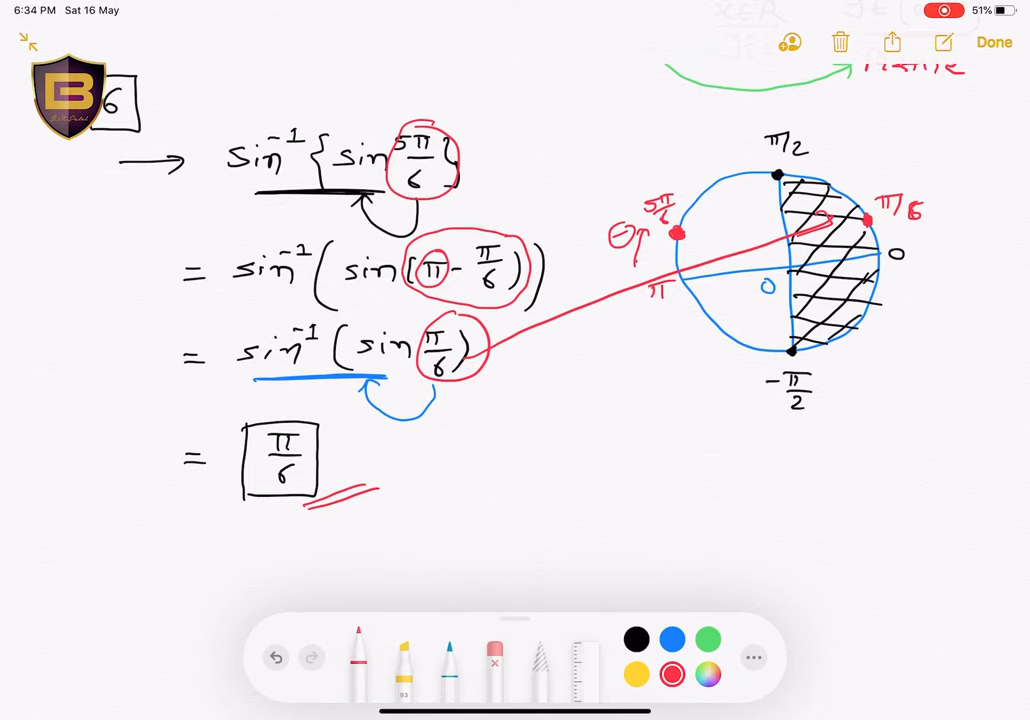 6:34 PM Sat 16 May
51%
Done
6
B
π/2
→ sin⁻¹{sin 5π/6}
5π/6
π/6
θ
0
= sin⁻¹(sin(π - π/6))
π
0
= sin⁻¹(sin π/6)
-π/2
= π/6
93